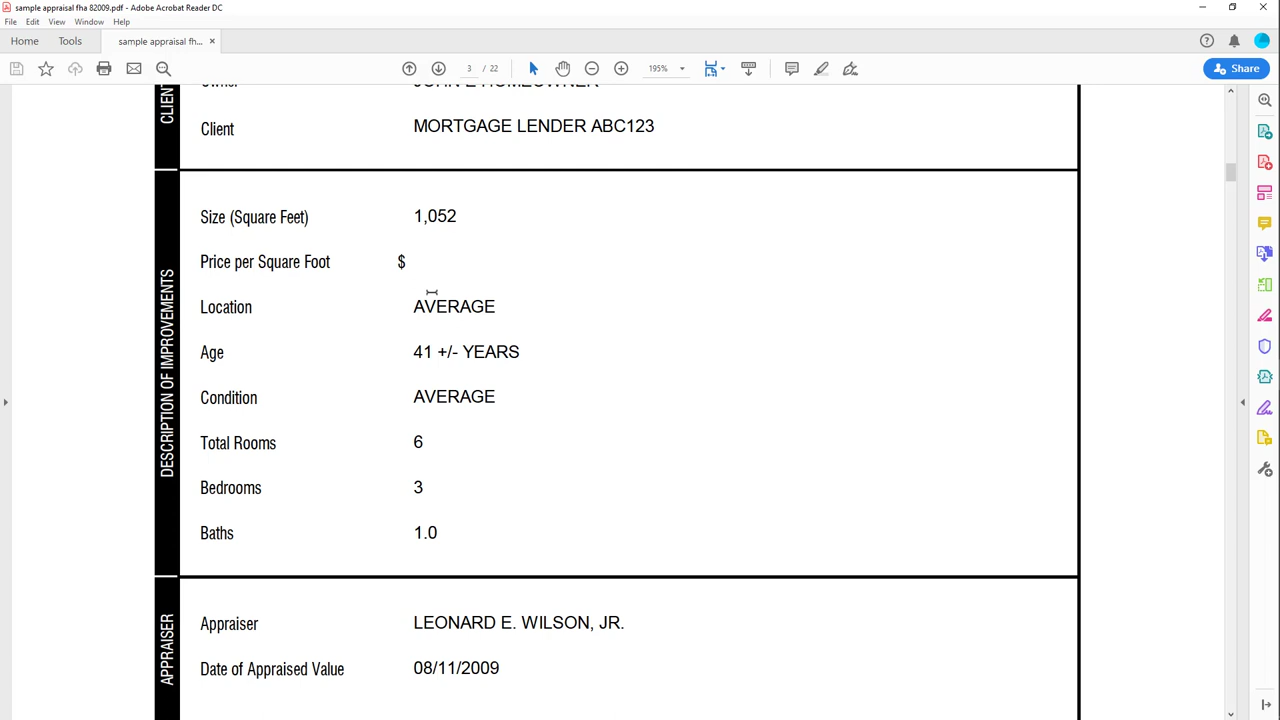 sample appraisal fha 82009.pdf - Adobe Acrobat Reader DC
File Edit View Window Help
Home Tools sample appraisal fh... ×
3 / 22 195% Share
Owner JOHN E HOMEOWNER
CLIENT
Client MORTGAGE LENDER ABC123
DESCRIPTION OF IMPROVEMENTS
Size (Square Feet) 1,052
Price per Square Foot $
Location AVERAGE
Age 41 +/- YEARS
Condition AVERAGE
Total Rooms 6
Bedrooms 3
Baths 1.0
APPRAISER
Appraiser LEONARD E. WILSON, JR.
Date of Appraised Value 08/11/2009